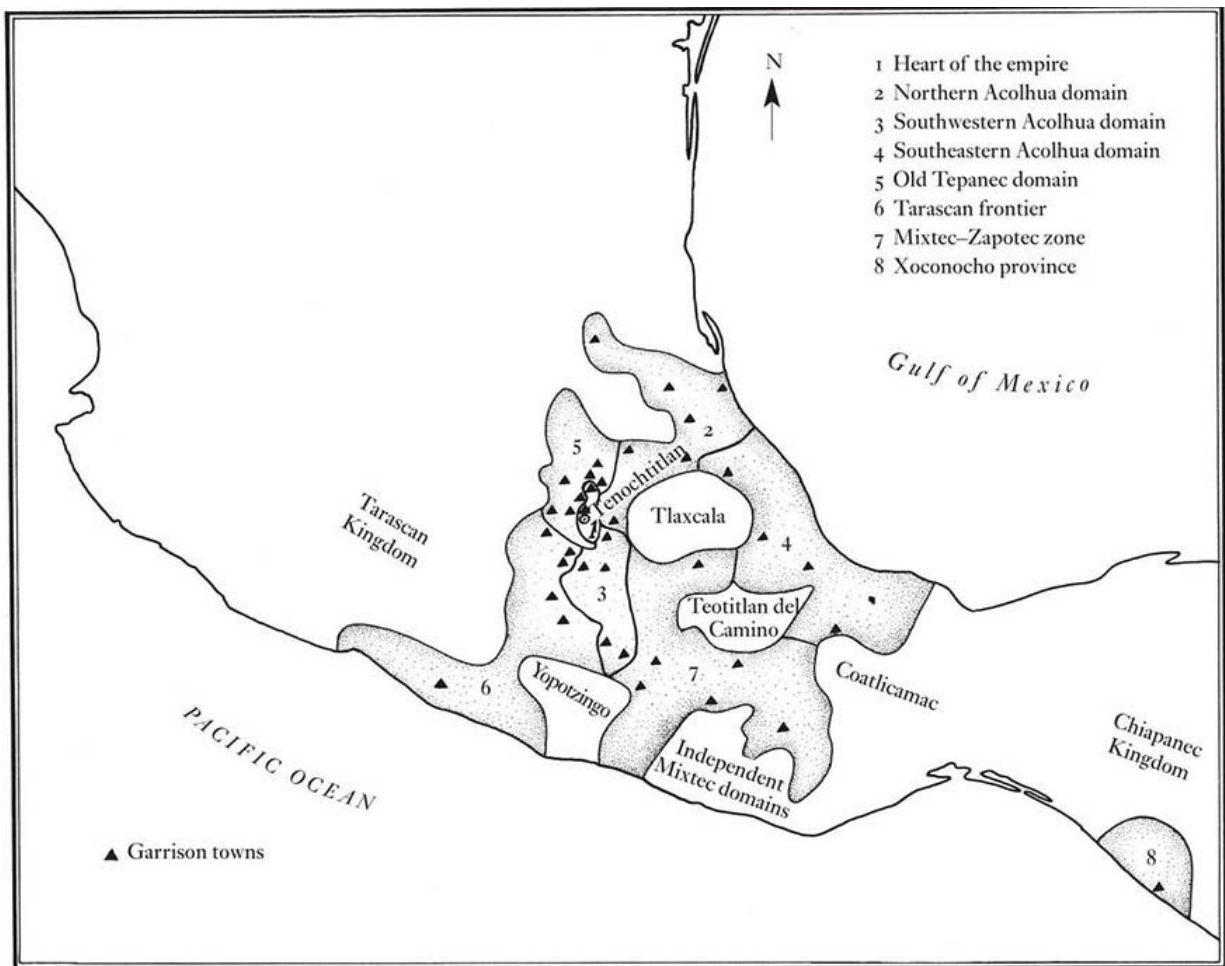 N
1 Heart of the empire
2 Northern Acolhua domain
3 Southwestern Acolhua domain
4 Southeastern Acolhua domain
5 Old Tepanec domain
6 Tarascan frontier
7 Mixtec–Zapotec zone
8 Xoconocho province
Gulf of Mexico
2
5
Tenochtitlan
Tarascan
Kingdom
Tlaxcala
1
4
3
Teotitlan del
Camino
7
Yopotzingo
6
Coatlicamac
Chiapanec
Kingdom
Independent
Mixtec domains
PACIFIC OCEAN
Garrison towns
8